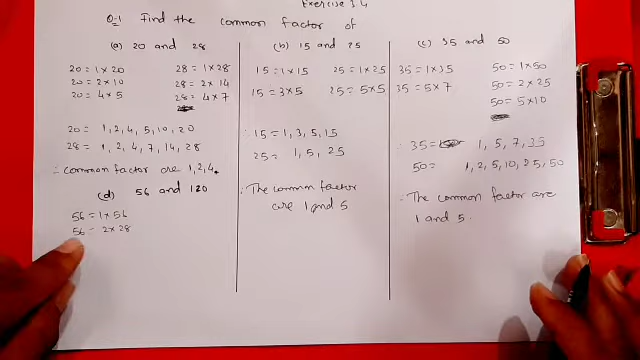 Exercise 3.4
Q.1 Find the common factor of
(a) 20 and 28
20 = 1×20 28 = 1×28
20 = 2×10 28 = 2×14
20 = 4×5 28 = 4×7
20 = 1, 2, 4, 5, 10, 20
28 = 1, 2, 4, 7, 14, 28
∴ common factor are 1, 2, 4.
(d) 56 and 120
56 = 1×56
56 = 2×28
(b) 15 and 25
15 = 1×15 25 = 1×25
15 = 3×5 25 = 5×5
∴ 15 = 1, 3, 5, 15
25 = 1, 5, 25
∴ The common factor
are 1 and 5
(c) 35 and 50
35 = 1×35 50 = 1×50
35 = 5×7 50 = 2×25
50 = 5×10
∴ 35 = 1, 5, 7, 35
50 = 1, 2, 5, 10, 25, 50
∴ The common factor are
1 and 5.